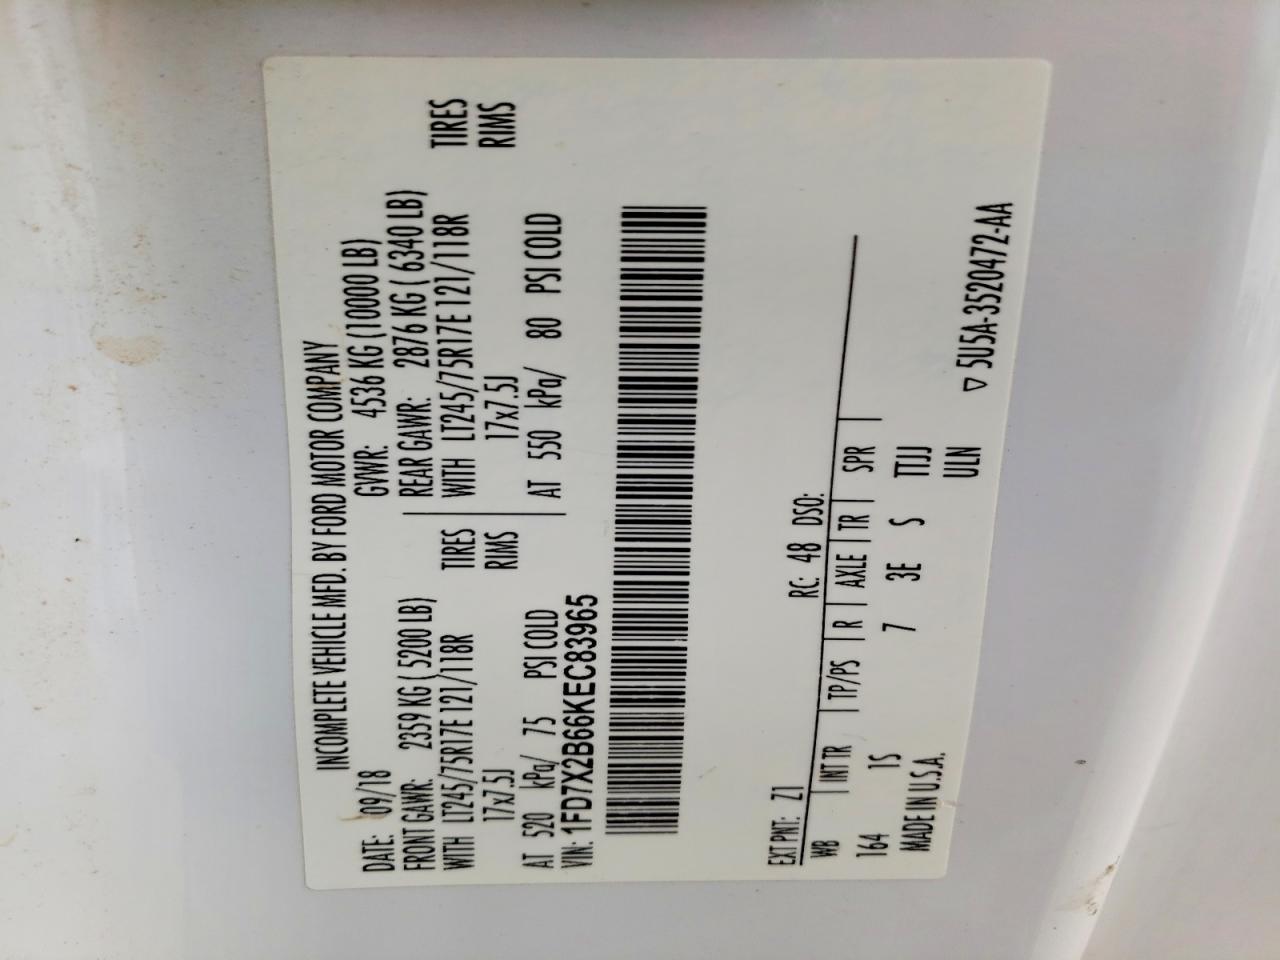 INCOMPLETE VEHICLE MFD. BY FORD MOTOR COMPANY
DATE: 09/18 GVWR: 4536 KG (10000 LB)
FRONT GAWR: 2359 KG ( 5200 LB) REAR GAWR: 2876 KG ( 6340 LB)
WITH LT245/75R17E 121/118R TIRES WITH LT245/75R17E 121/118R TIRES
17x7.5J RIMS 17x7.5J RIMS
AT 520 kPa/ 75 PSI COLD AT 550 kPa/ 80 PSI COLD
VIN: 1FD7X2B66KEC83965
EXT PNT: Z1 RC: 48 DSO:
WB INT TR TP/PS R AXLE TR SPR
164 1S 7 3E S TTJJ
MADE IN U.S.A. ULN
▽ 5U5A-3520472-AA